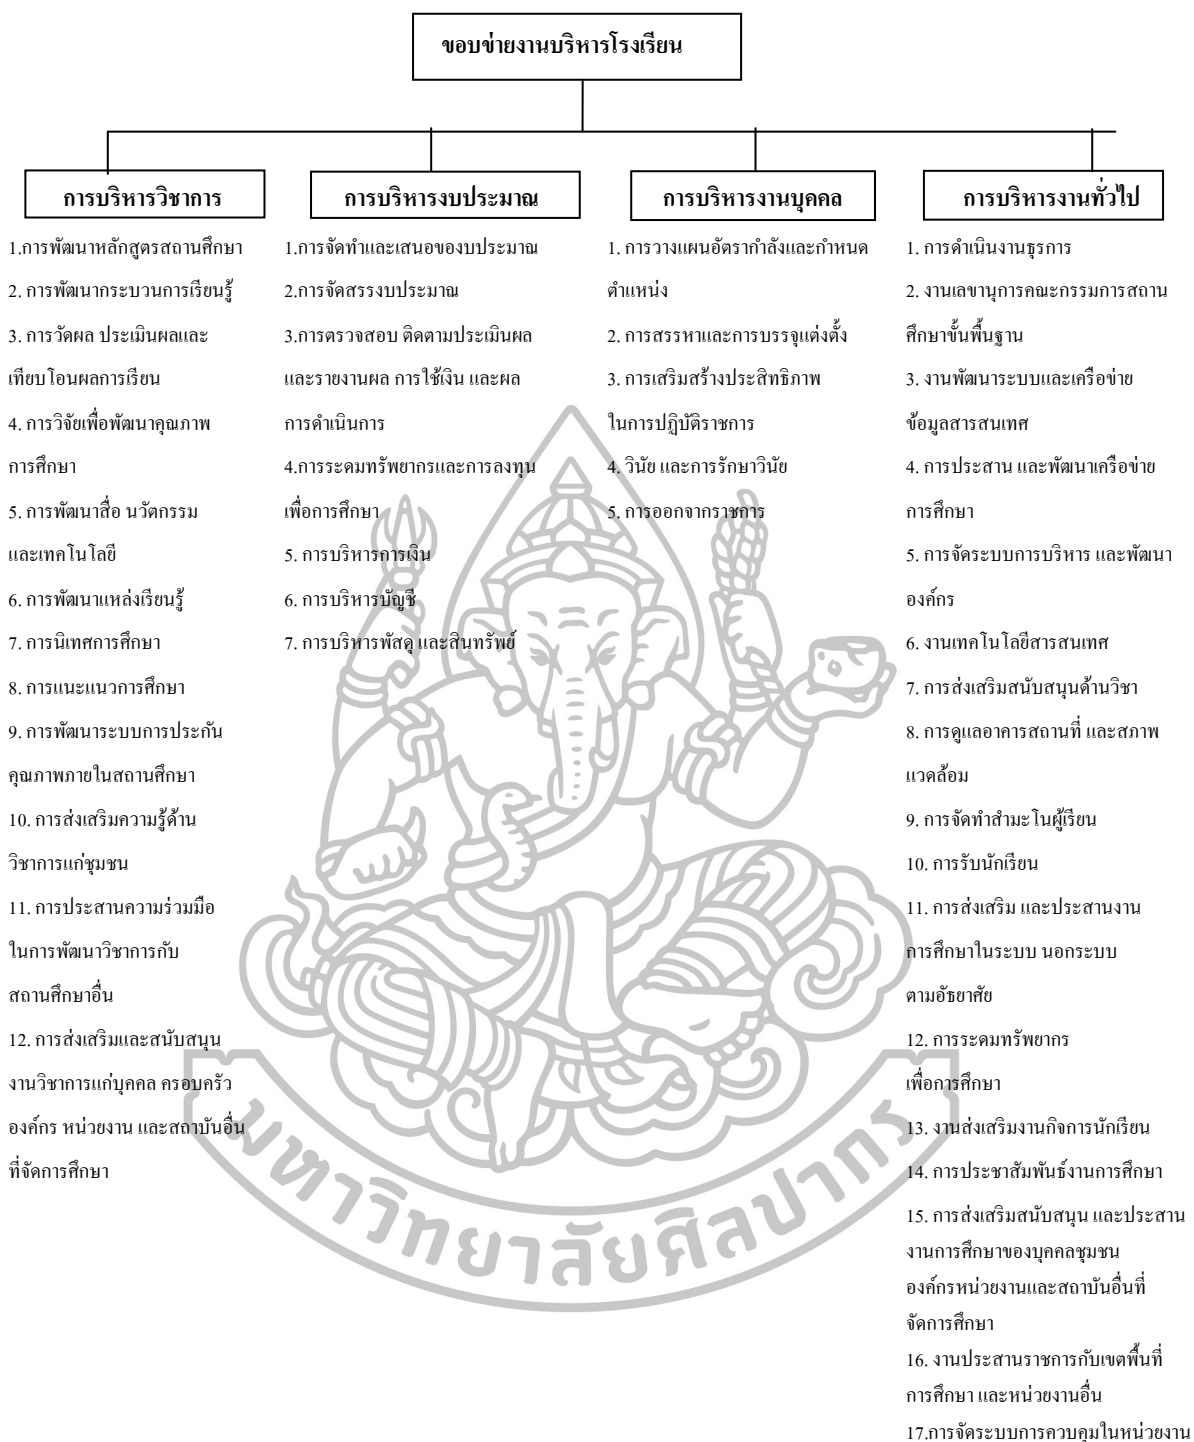 ขอบข่ายงานบริหารโรงเรียน
การบริหารวิชาการ
1.การพัฒนาหลักสูตรสถานศึกษา
2. การพัฒนากระบวนการเรียนรู้
3. การวัดผล ประเมินผลและ
เทียบโอนผลการเรียน
4. การวิจัยเพื่อพัฒนาคุณภาพ
การศึกษา
5. การพัฒนาสื่อ นวัตกรรม
และเทคโนโลยี
6. การพัฒนาแหล่งเรียนรู้
7. การนิเทศการศึกษา
8. การแนะแนวการศึกษา
9. การพัฒนาระบบการประกัน
คุณภาพภายในสถานศึกษา
10. การส่งเสริมความรู้ด้าน
วิชาการแก่ชุมชน
11. การประสานความร่วมมือ
ในการพัฒนาวิชาการกับ
สถานศึกษาอื่น
12. การส่งเสริมและสนับสนุน
งานวิชาการแก่บุคคล ครอบครัว
องค์กร หน่วยงาน และสถาบันอื่น
ที่จัดการศึกษา
การบริหารงบประมาณ
1.การจัดทำและเสนอของบประมาณ
2.การจัดสรรงบประมาณ
3.การตรวจสอบ ติดตามประเมินผล
และรายงานผล การใช้เงิน และผล
การดำเนินการ
4.การระดมทรัพยากรและการลงทุน
เพื่อการศึกษา
5. การบริหารการเงิน
6. การบริหารบัญชี
7. การบริหารพัสดุ และสินทรัพย์
การบริหารงานบุคคล
1. การวางแผนอัตรากำลังและกำหนด
ตำแหน่ง
2. การสรรหาและการบรรจุแต่งตั้ง
3. การเสริมสร้างประสิทธิภาพ
ในการปฏิบัติราชการ
4. วินัย และการรักษาวินัย
5. การออกจากราชการ
การบริหารงานทั่วไป
1. การดำเนินงานธุรการ
2. งานเลขานุการคณะกรรมการสถาน
ศึกษาขั้นพื้นฐาน
3. งานพัฒนาระบบและเครือข่าย
ข้อมูลสารสนเทศ
4. การประสาน และพัฒนาเครือข่าย
การศึกษา
5. การจัดระบบการบริหาร และพัฒนา
องค์กร
6. งานเทคโนโลยีสารสนเทศ
7. การส่งเสริมสนับสนุนด้านวิชา
8. การดูแลอาคารสถานที่ และสภาพ
แวดล้อม
9. การจัดทำสำมะโนผู้เรียน
10. การรับนักเรียน
11. การส่งเสริม และประสานงาน
การศึกษาในระบบ นอกระบบ
ตามอัธยาศัย
12. การระดมทรัพยากร
เพื่อการศึกษา
13. งานส่งเสริมงานกิจการนักเรียน
14. การประชาสัมพันธ์งานการศึกษา
15. การส่งเสริมสนับสนุน และประสาน
งานการศึกษาของบุคคลชุมชน
องค์กรหน่วยงานและสถาบันอื่นที่
จัดการศึกษา
16. งานประสานราชการกับเขตพื้นที่
การศึกษา และหน่วยงานอื่น
17.การจัดระบบการควบคุมในหน่วยงาน
มหาวิทยาลัยศิลปากร